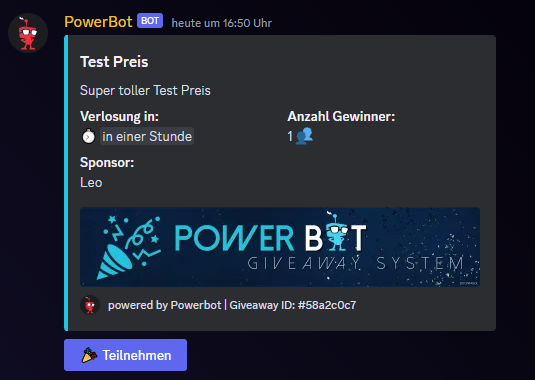 PowerBot BOT heute um 16:50 Uhr
Test Preis
Super toller Test Preis
Verlosung in: Anzahl Gewinner:
in einer Stunde 1
Sponsor:
Leo
POWER BOT
GIVEAWAY SYSTEM
powered by Powerbot | Giveaway ID: #58a2c0c7
Teilnehmen